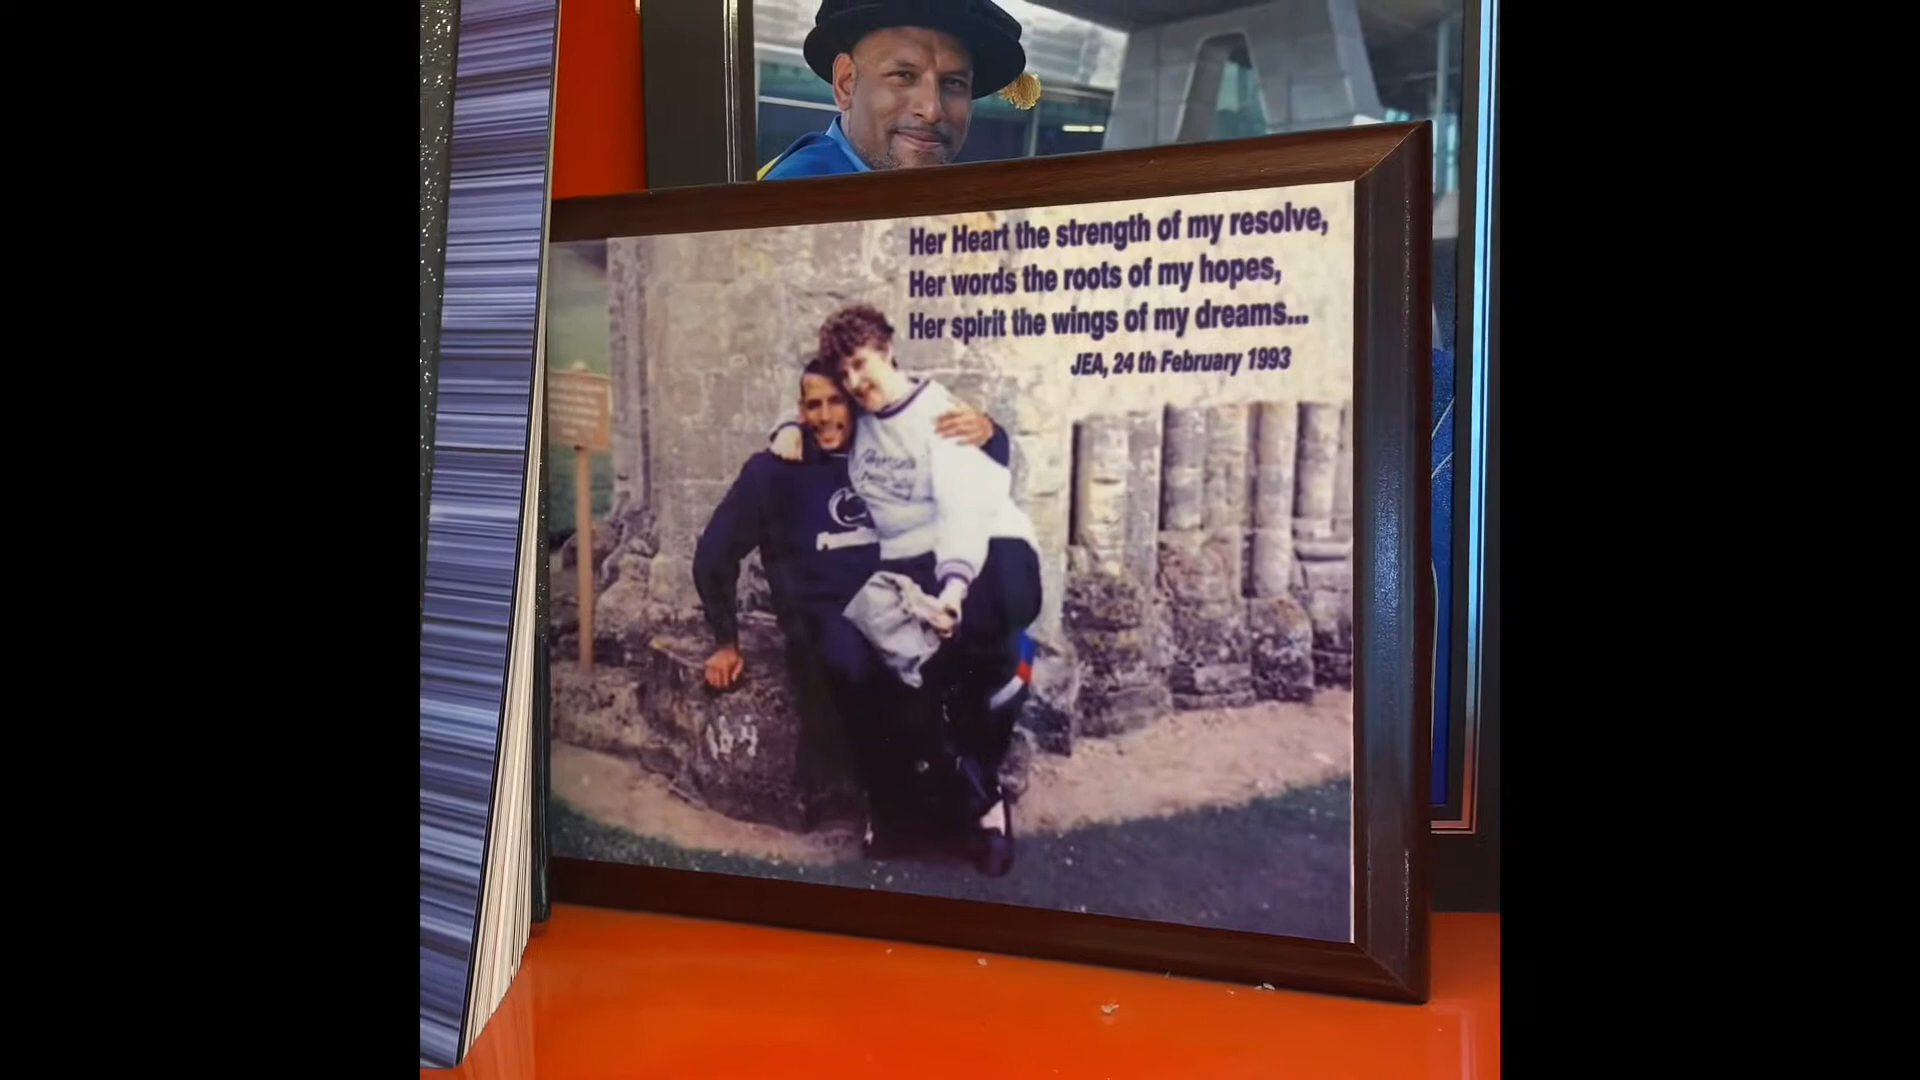 Her Heart the strength of my resolve,
Her words the roots of my hopes,
Her spirit the wings of my dreams...
JEA, 24 th February 1993